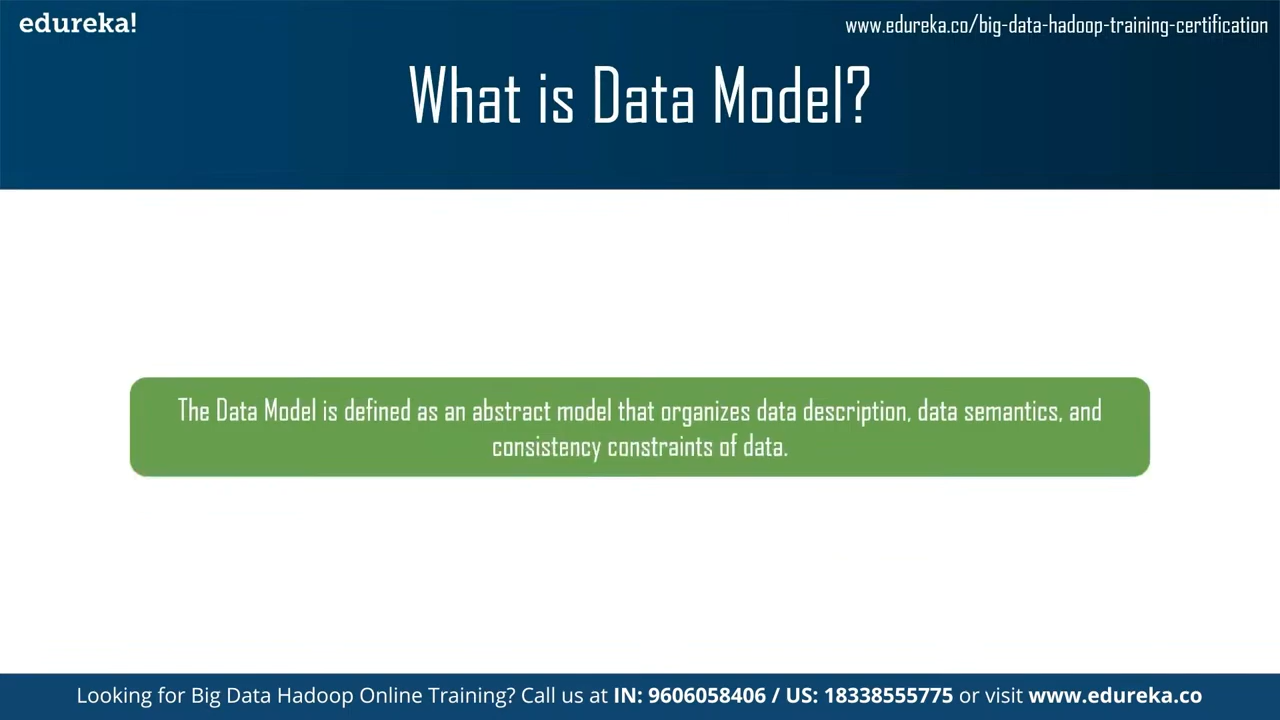 edureka!
www.edureka.co/big-data-hadoop-training-certification
What is Data Model?
The Data Model is defined as an abstract model that organizes data description, data semantics, and
consistency constraints of data.
Looking for Big Data Hadoop Online Training? Call us at IN: 9606058406 / US: 18338555775 or visit www.edureka.co